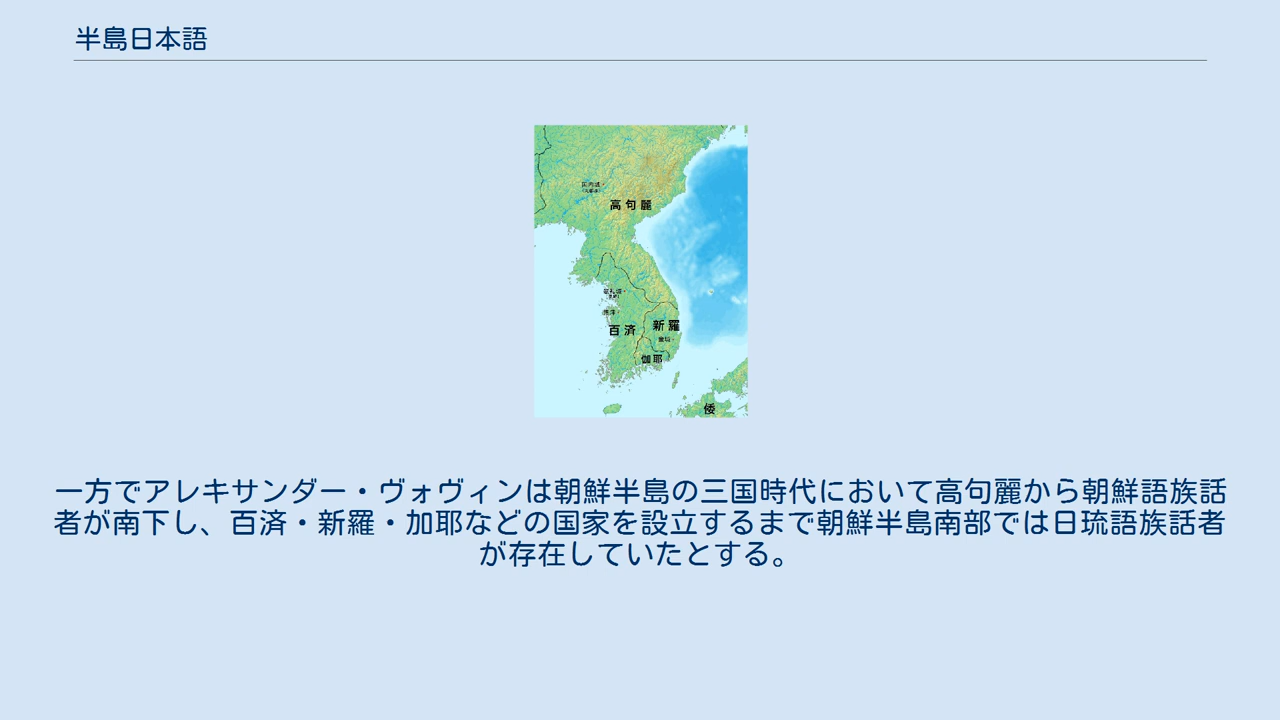 半島日本語
高句麗
百済
新羅
伽耶
倭
一方でアレキサンダー・ヴォヴィンは朝鮮半島の三国時代において高句麗から朝鮮語族話
者が南下し、百済・新羅・加耶などの国家を設立するまで朝鮮半島南部では日琉語族話者
が存在していたとする。